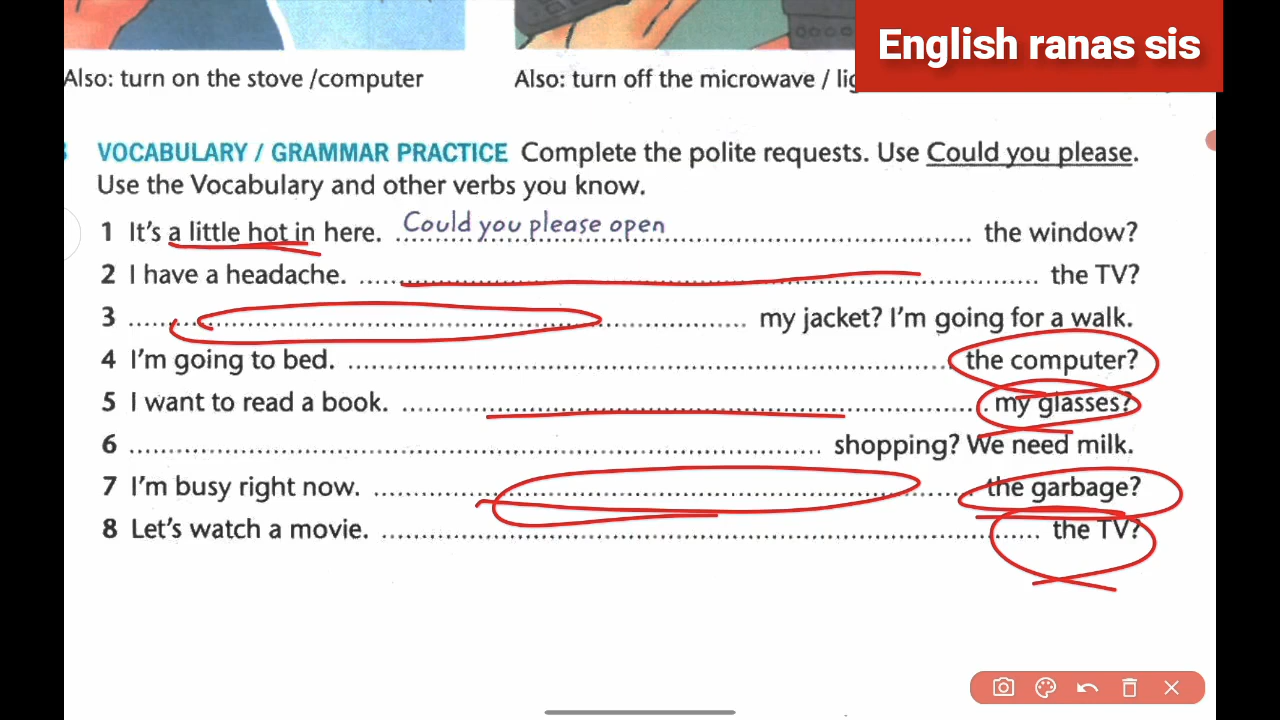 English ranas sis
Also: turn on the stove /computer
Also: turn off the microwave /
VOCABULARY / GRAMMAR PRACTICE Complete the polite requests. Use Could you please.
Use the Vocabulary and other verbs you know.
1 It's a little hot in here. Could you please open the window?
2 I have a headache. the TV?
3 my jacket? I'm going for a walk.
4 I'm going to bed. the computer?
5 I want to read a book. my glasses?
6 shopping? We need milk.
7 I'm busy right now. the garbage?
8 Let's watch a movie. the TV?